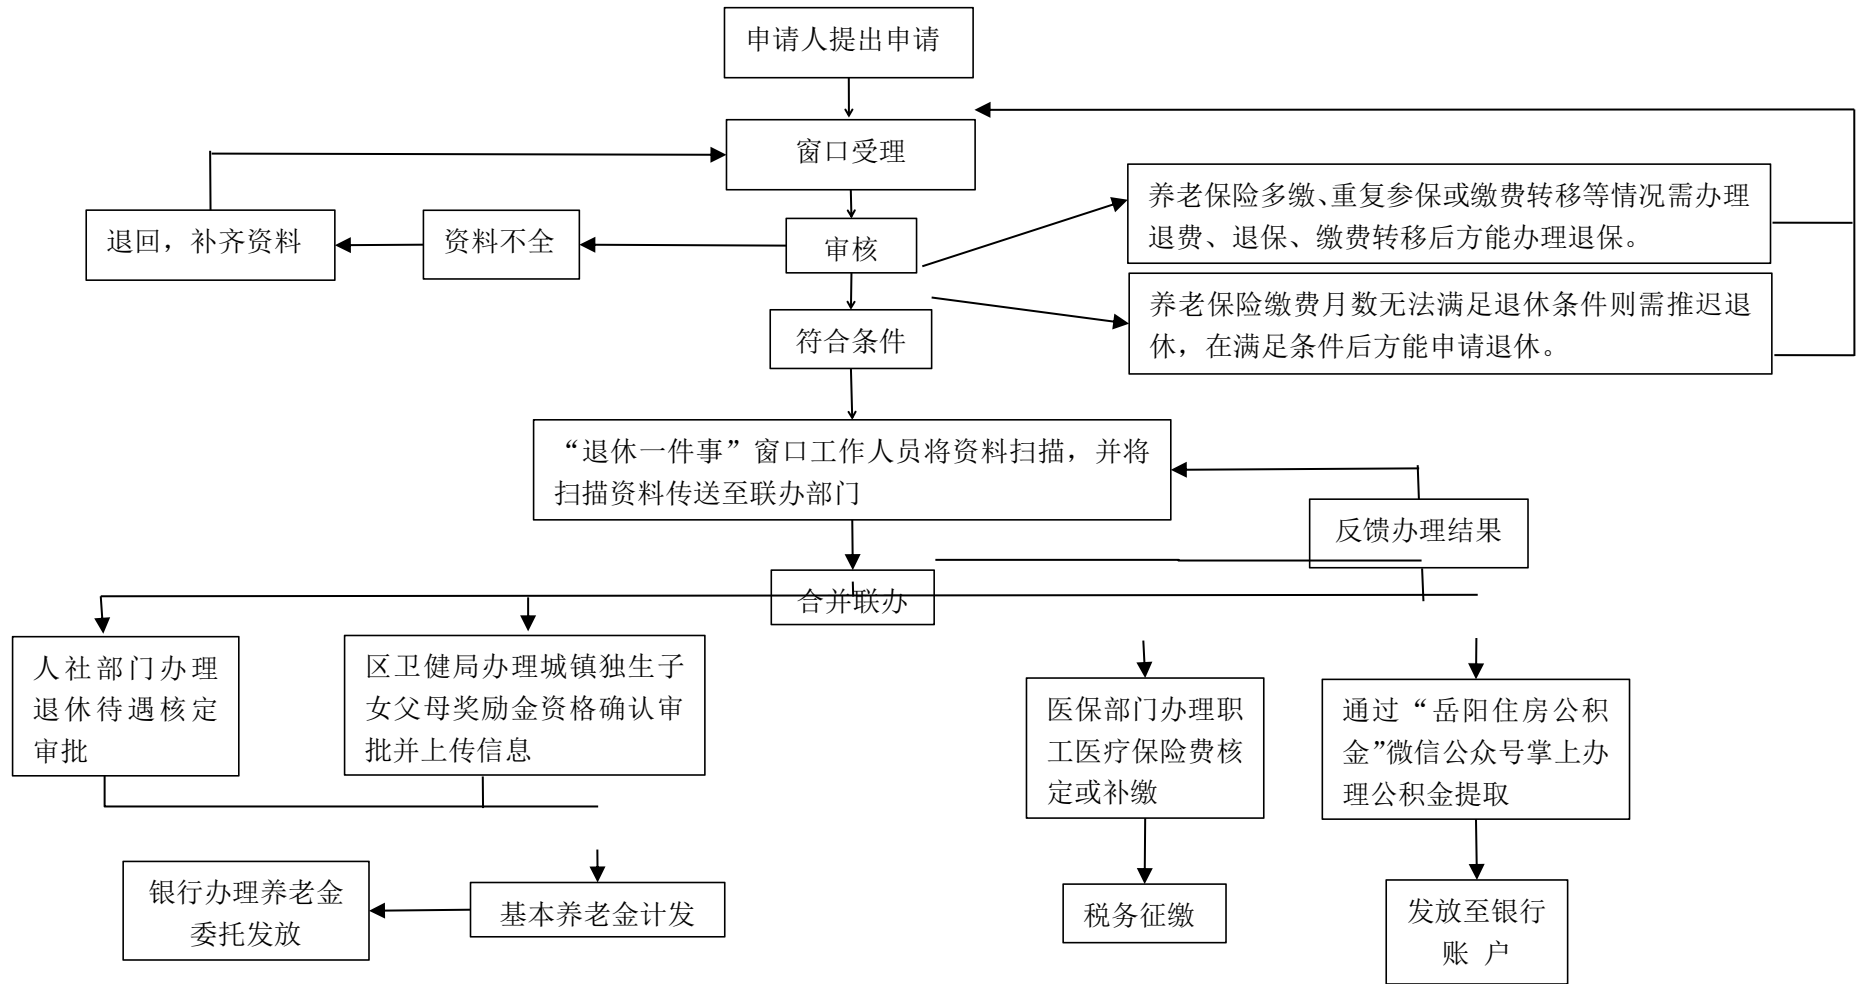 申请人提出申请
窗口受理
养老保险多缴、重复参保或缴费转移等情况需办理
退费、退保、缴费转移后方能办理退保。
退回，补齐资料
资料不全
审核
养老保险缴费月数无法满足退休条件则需推迟退
休，在满足条件后方能申请退休。
符合条件
“退休一件事”窗口工作人员将资料扫描，并将
扫描资料传送至联办部门
反馈办理结果
合并联办
人社部门办理
退休待遇核定
审批
区卫健局办理城镇独生子
女父母奖励金资格确认审
批并上传信息
医保部门办理职
工医疗保险费核
定或补缴
通过“岳阳住房公积
金”微信公众号掌上办
理公积金提取
银行办理养老金
委托发放
基本养老金计发
税务征缴
发放至银行
账 户